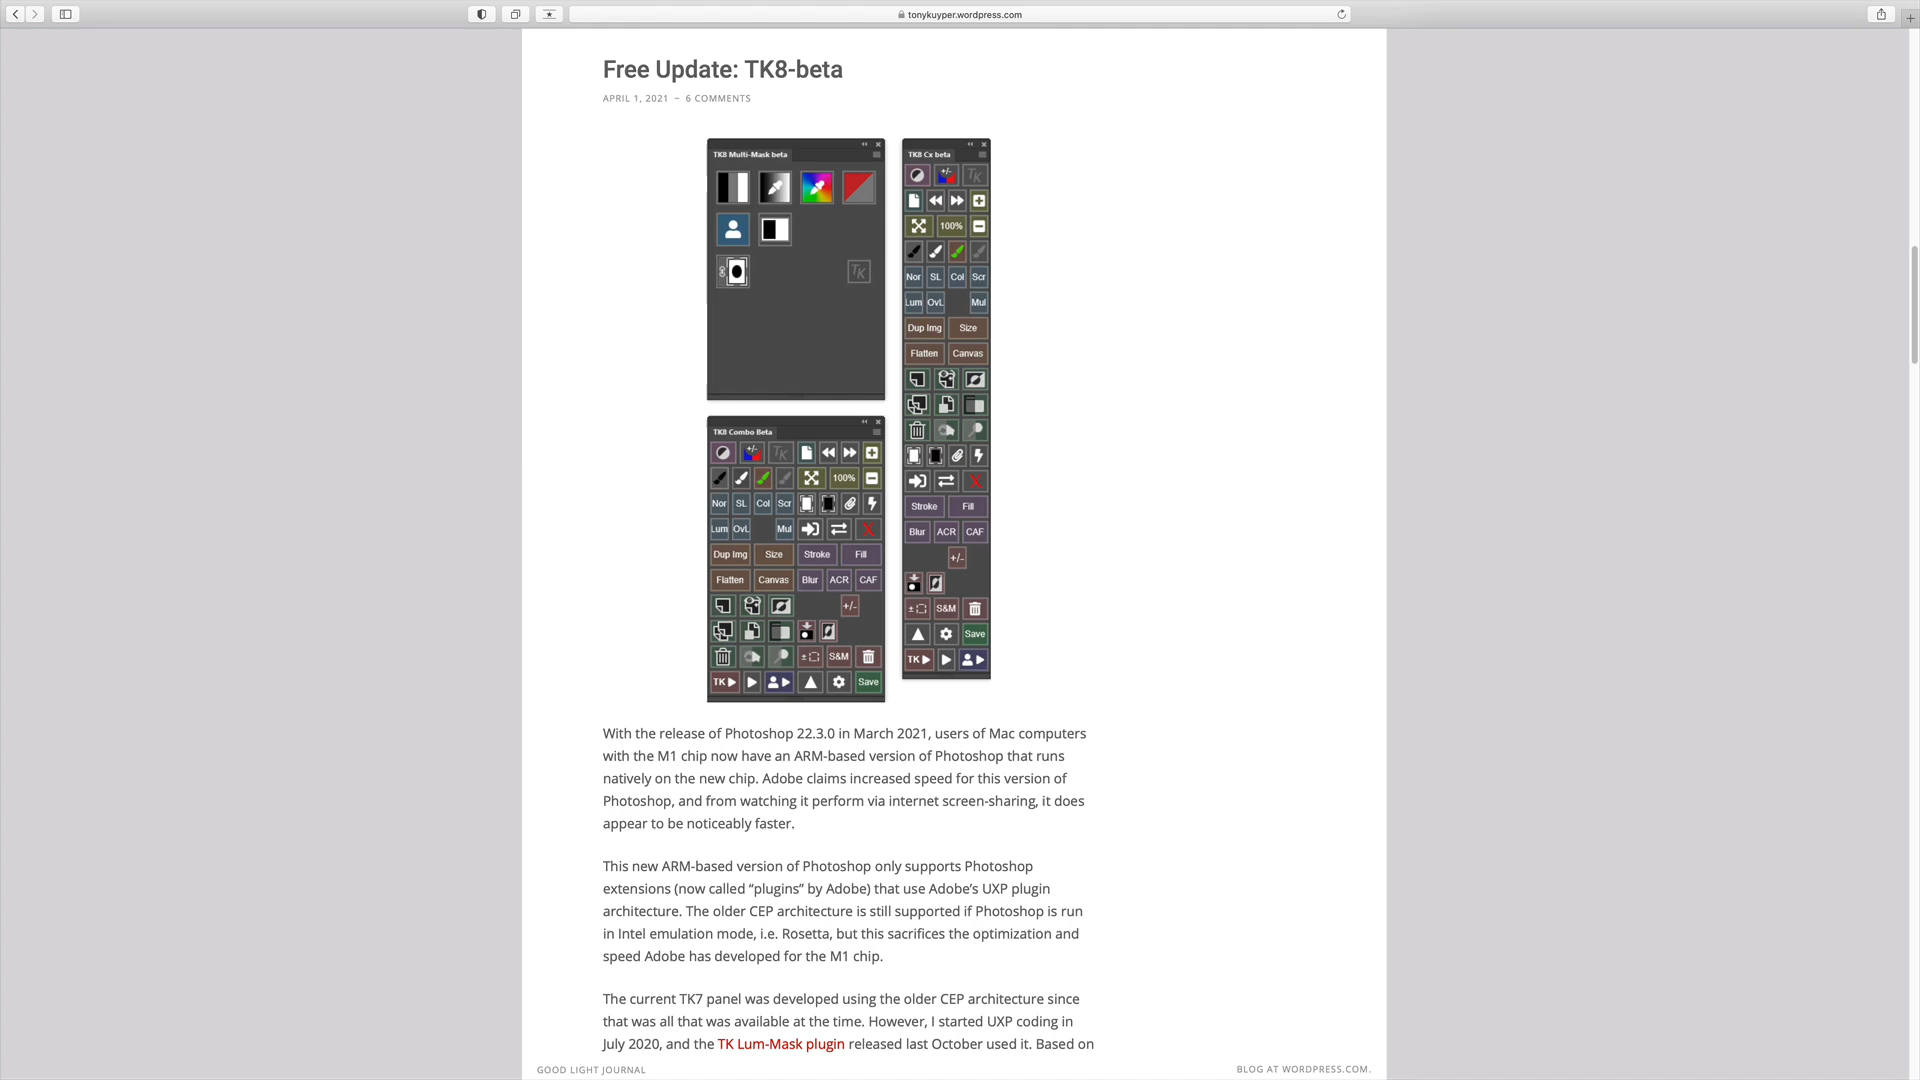 tonykuyper.wordpress.com
Free Update: TK8-beta
APRIL 1, 2021 ~ 6 COMMENTS
TK8 Multi-Mask beta
TK
TK8 Combo Beta
+/- TK
100%
Nor SL Col Scr
Lum OvL Mul X
Dup Img Size Stroke Fill
Flatten Canvas Blur ACR CAF
+/-
S&M
TK Save
TK8 Cx beta
+/- TK
100%
Nor SL Col Scr
Lum OvL Mul
Dup Img Size
Flatten Canvas
X
Stroke Fill
Blur ACR CAF
+/-
S&M
Save
TK
With the release of Photoshop 22.3.0 in March 2021, users of Mac computers
with the M1 chip now have an ARM-based version of Photoshop that runs
natively on the new chip. Adobe claims increased speed for this version of
Photoshop, and from watching it perform via internet screen-sharing, it does
appear to be noticeably faster.
This new ARM-based version of Photoshop only supports Photoshop
extensions (now called “plugins” by Adobe) that use Adobe’s UXP plugin
architecture. The older CEP architecture is still supported if Photoshop is run
in Intel emulation mode, i.e. Rosetta, but this sacrifices the optimization and
speed Adobe has developed for the M1 chip.
The current TK7 panel was developed using the older CEP architecture since
that was all that was available at the time. However, I started UXP coding in
July 2020, and the TK Lum-Mask plugin released last October used it. Based on
GOOD LIGHT JOURNAL
BLOG AT WORDPRESS.COM.